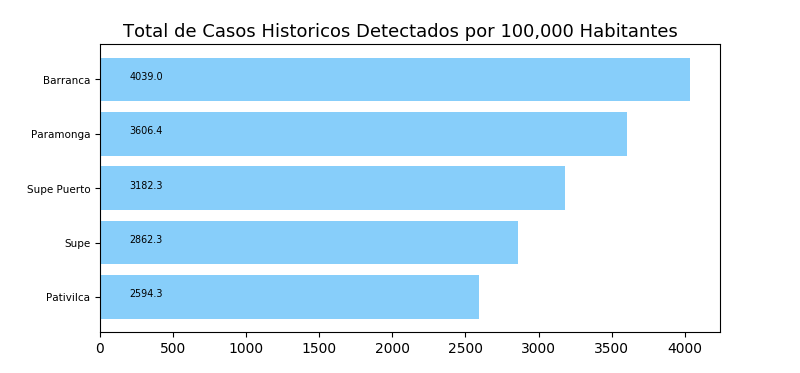 Total de Casos Historicos Detectados por 100,000 Habitantes
Barranca 4039.0
Paramonga 3606.4
Supe Puerto 3182.3
Supe 2862.3
Pativilca 2594.3
0 500 1000 1500 2000 2500 3000 3500 4000